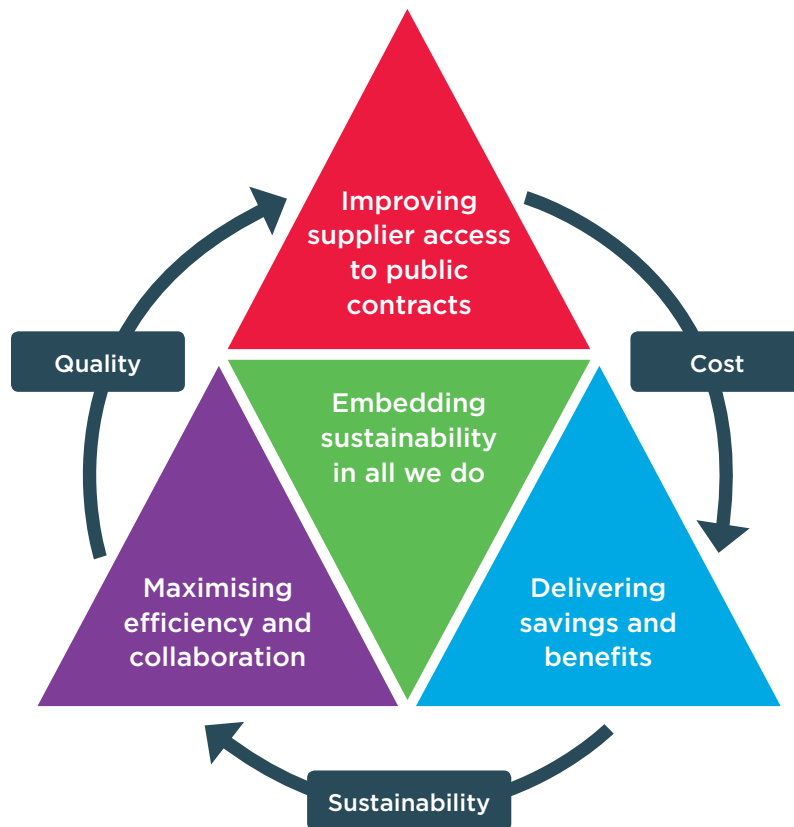 Improving
supplier access
to public
contracts
Quality
Cost
Embedding
sustainability
in all we do
Maximising
efficiency and
collaboration
Delivering
savings and
benefits
Sustainability